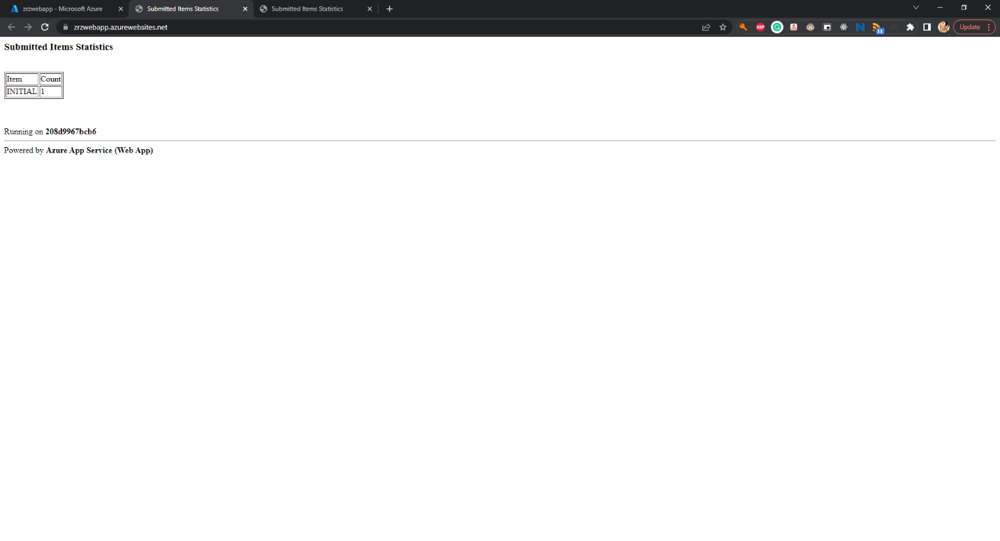 zrzwebapp - Microsoft Azure
Submitted Items Statistics
Submitted Items Statistics
zrzwebapp.azurewebsites.net
ABP
11
Update
Submitted Items Statistics
Item Count
INITIAL 1
Running on 208d9967bcb6
Powered by Azure App Service (Web App)